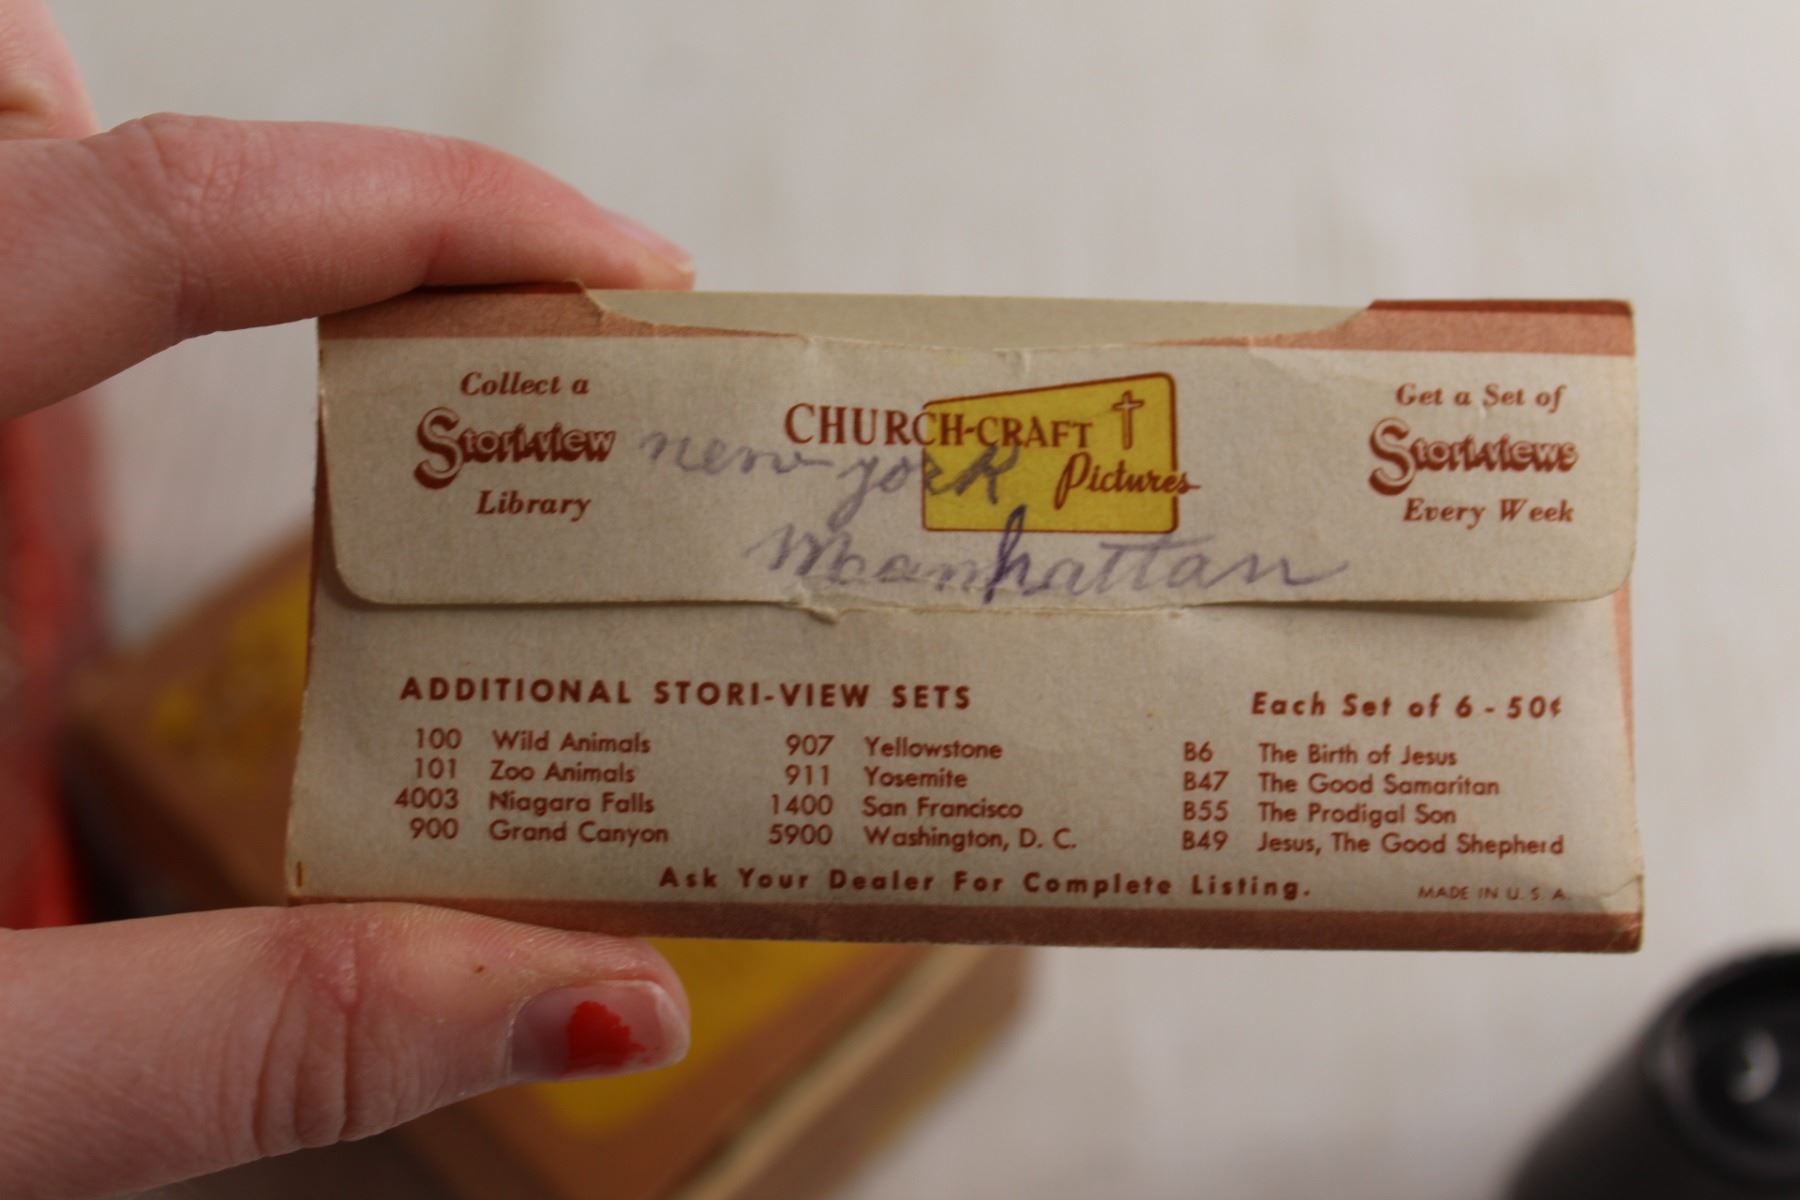 Collect a
Stori-view
Library
CHURCH-CRAFT
Pictures
Get a Set of
Stori-views
Every Week
new york
Manhattan
ADDITIONAL STORI-VIEW SETS
Each Set of 6 - 50¢
100 Wild Animals
101 Zoo Animals
4003 Niagara Falls
900 Grand Canyon
907 Yellowstone
911 Yosemite
1400 San Francisco
5900 Washington, D. C.
B6 The Birth of Jesus
B47 The Good Samaritan
B55 The Prodigal Son
B49 Jesus, The Good Shepherd
Ask Your Dealer For Complete Listing.
MADE IN U. S. A.